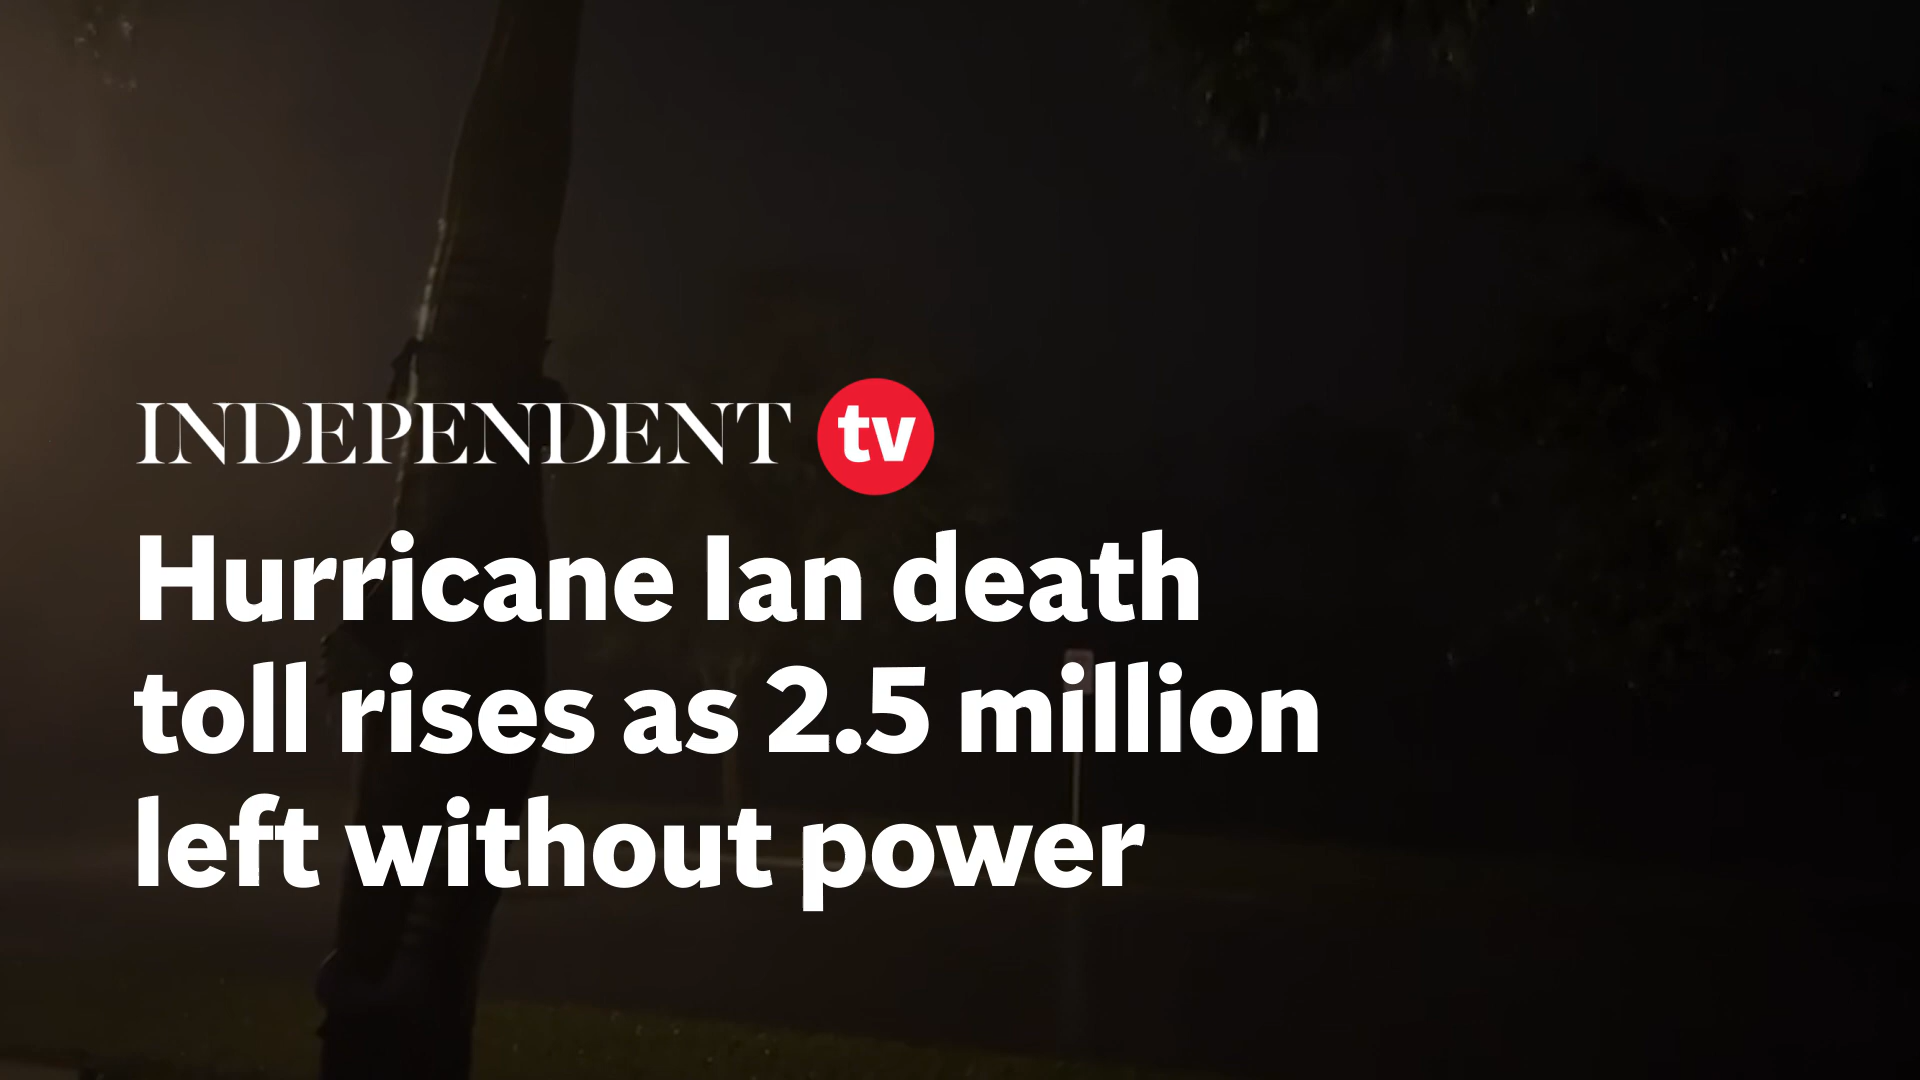 INDEPENDENT tv
Hurricane Ian death
toll rises as 2.5 million
left without power